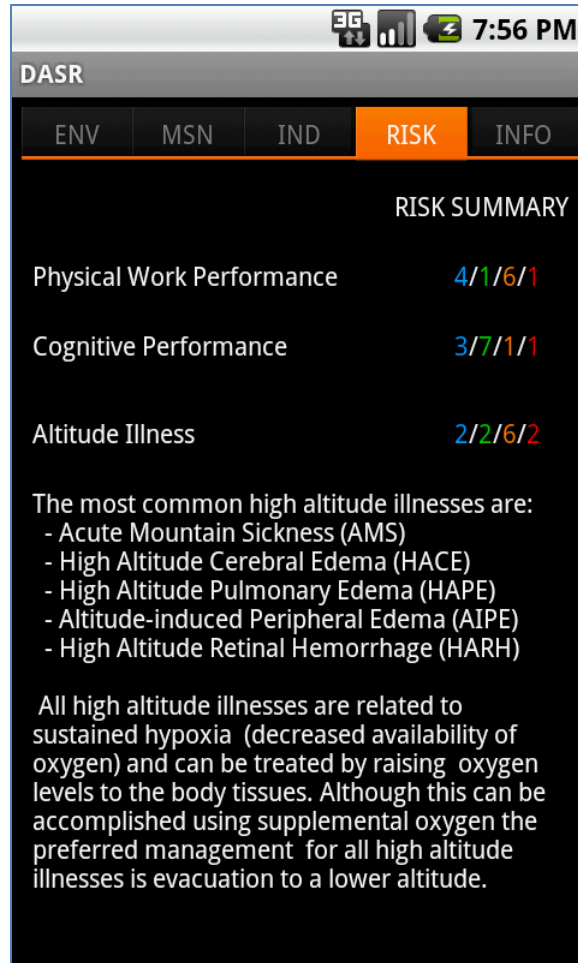 3G 7:56 PM
DASR
ENV MSN IND RISK INFO
RISK SUMMARY
Physical Work Performance 4/1/6/1
Cognitive Performance 3/7/1/1
Altitude Illness 2/2/6/2
The most common high altitude illnesses are:
- Acute Mountain Sickness (AMS)
- High Altitude Cerebral Edema (HACE)
- High Altitude Pulmonary Edema (HAPE)
- Altitude-induced Peripheral Edema (AIPE)
- High Altitude Retinal Hemorrhage (HARH)
All high altitude illnesses are related to
sustained hypoxia  (decreased availability of
oxygen) and can be treated by raising  oxygen
levels to the body tissues. Although this can be
accomplished using supplemental oxygen the
preferred management  for all high altitude
illnesses is evacuation to a lower altitude.